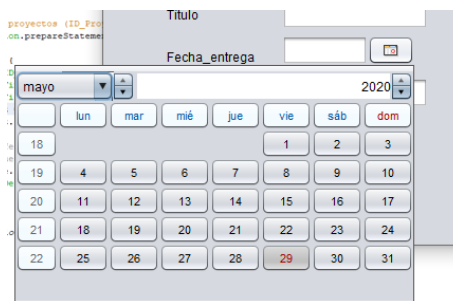 Titulo
proyectos (ID_Pro
on.prepareStateme
Fecha_entrega
mayo 2020
lun mar mié jue vie sáb dom
18 1 2 3
19 4 5 6 7 8 9 10
20 11 12 13 14 15 16 17
21 18 19 20 21 22 23 24
22 25 26 27 28 29 30 31